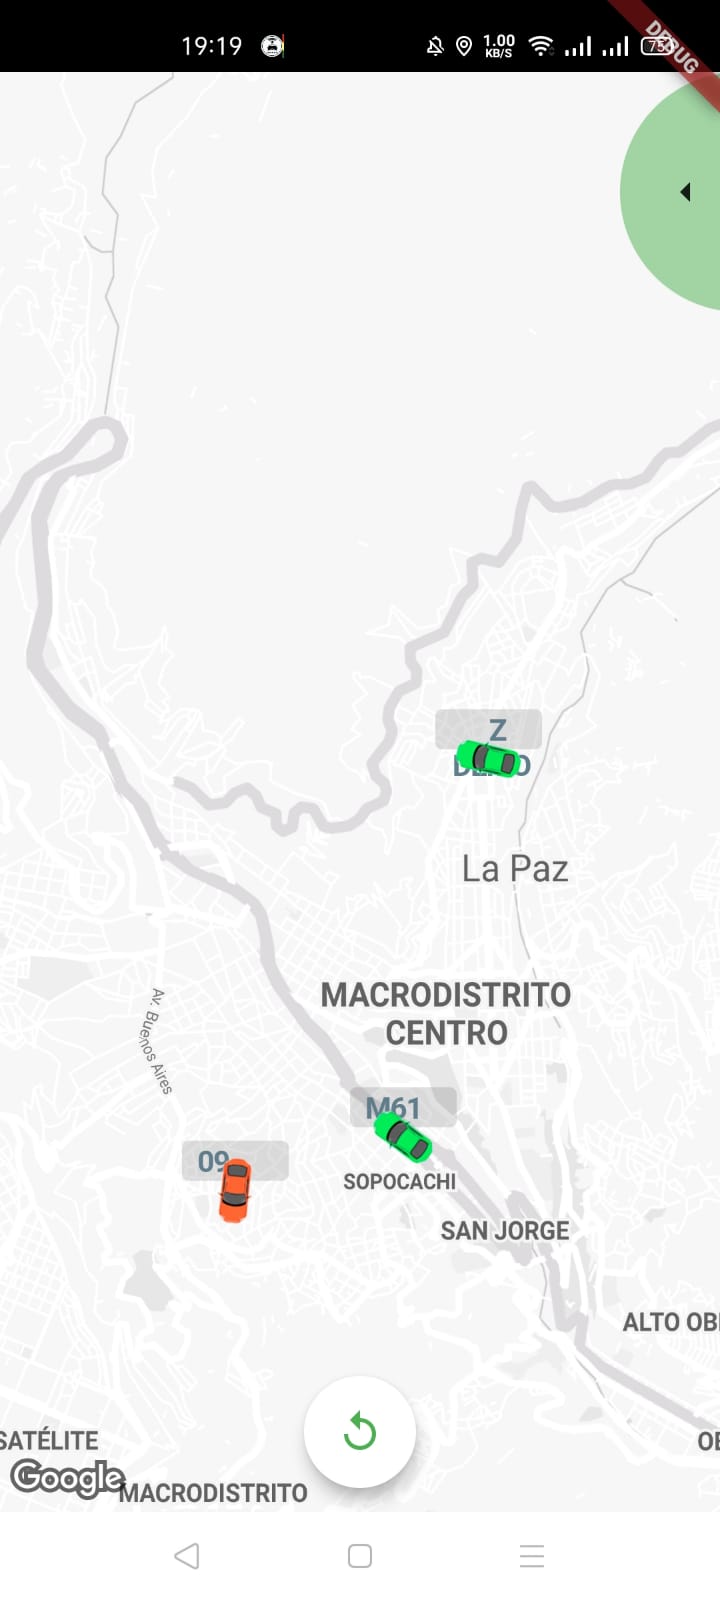 19:19
1.00
KB/S
75
DEBUG
Z
La Paz
MACRODISTRITO
CENTRO
Av. Buenos Aires
M61
09
SOPOCACHI
SAN JORGE
ALTO OB
SATÉLITE
OB
Google
MACRODISTRITO